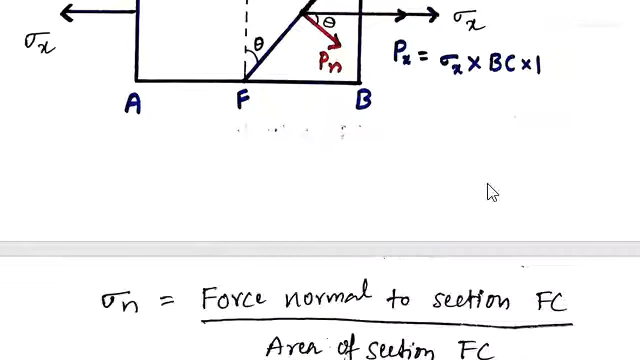 σx
θ
θ
σx
Pn
Px = σx × BC × 1
A
F
B
σn = Force normal to section FC
Area of section FC